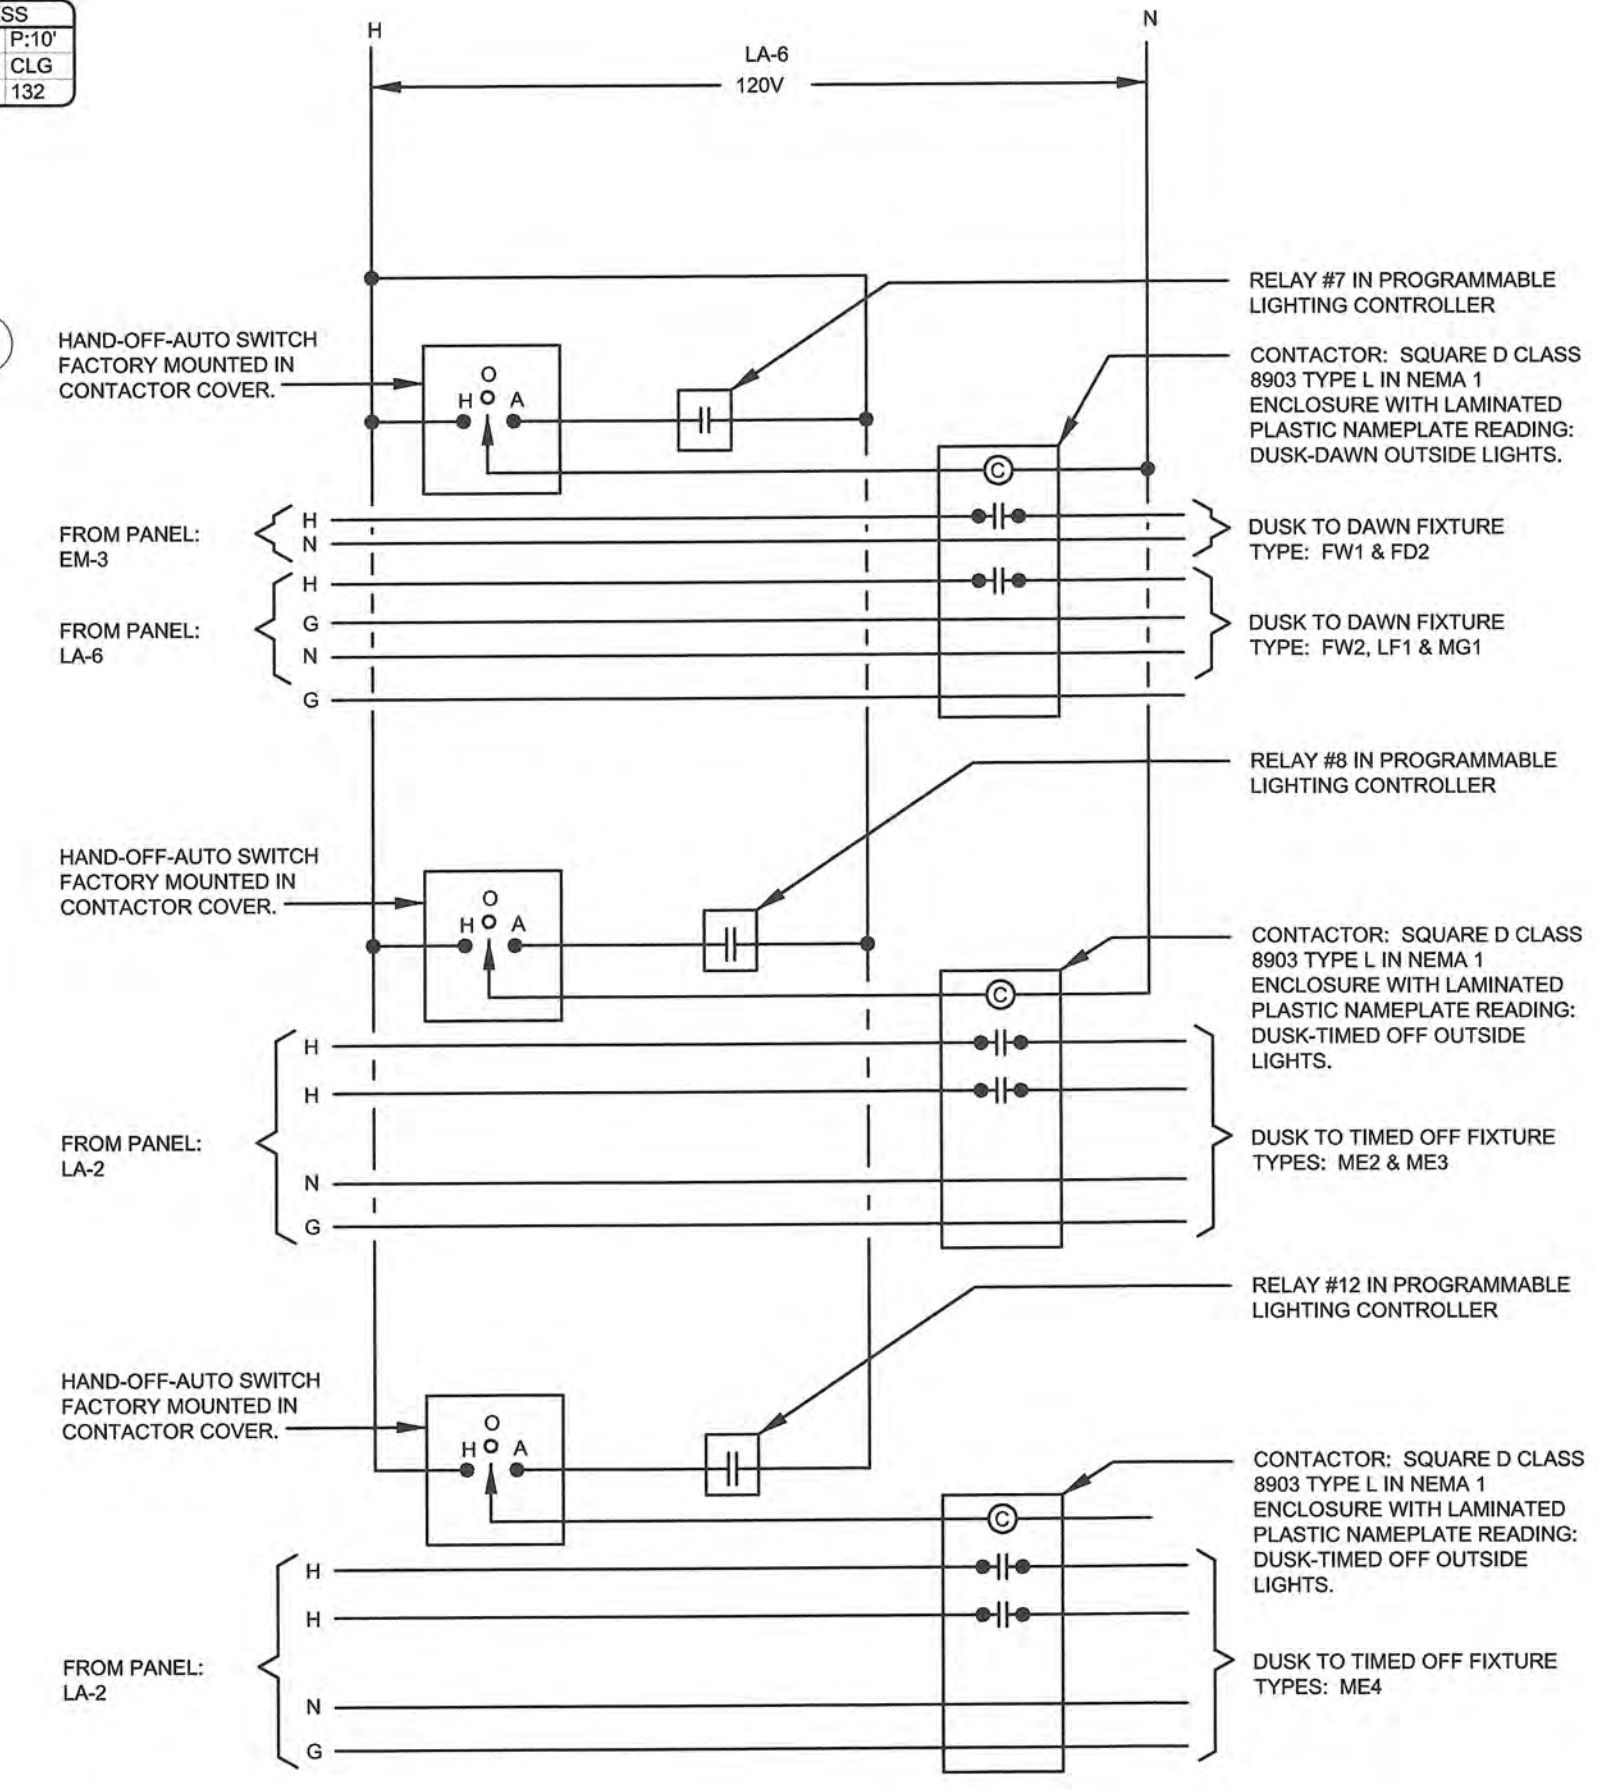 SS
P:10'
CLG
132
H
N
LA-6
120V
RELAY #7 IN PROGRAMMABLE
LIGHTING CONTROLLER
HAND-OFF-AUTO SWITCH
FACTORY MOUNTED IN
CONTACTOR COVER.
O
H A
CONTACTOR: SQUARE D CLASS
8903 TYPE L IN NEMA 1
ENCLOSURE WITH LAMINATED
PLASTIC NAMEPLATE READING:
DUSK-DAWN OUTSIDE LIGHTS.
C
FROM PANEL:
EM-3
H
N
DUSK TO DAWN FIXTURE
TYPE: FW1 & FD2
FROM PANEL:
LA-6
H
G
N
G
DUSK TO DAWN FIXTURE
TYPE: FW2, LF1 & MG1
RELAY #8 IN PROGRAMMABLE
LIGHTING CONTROLLER
HAND-OFF-AUTO SWITCH
FACTORY MOUNTED IN
CONTACTOR COVER.
O
H A
CONTACTOR: SQUARE D CLASS
8903 TYPE L IN NEMA 1
ENCLOSURE WITH LAMINATED
PLASTIC NAMEPLATE READING:
DUSK-TIMED OFF OUTSIDE
LIGHTS.
C
FROM PANEL:
LA-2
H
H
N
G
DUSK TO TIMED OFF FIXTURE
TYPES: ME2 & ME3
RELAY #12 IN PROGRAMMABLE
LIGHTING CONTROLLER
HAND-OFF-AUTO SWITCH
FACTORY MOUNTED IN
CONTACTOR COVER.
O
H A
CONTACTOR: SQUARE D CLASS
8903 TYPE L IN NEMA 1
ENCLOSURE WITH LAMINATED
PLASTIC NAMEPLATE READING:
DUSK-TIMED OFF OUTSIDE
LIGHTS.
C
FROM PANEL:
LA-2
H
H
N
G
DUSK TO TIMED OFF FIXTURE
TYPES: ME4